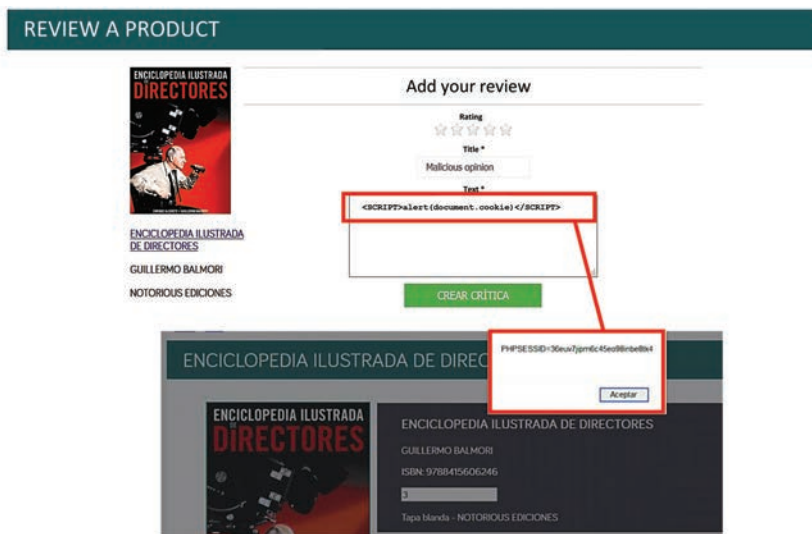 REVIEW A PRODUCT
ENCICLOPEDIA ILUSTRADA
DE DiRECTORES
Add your review
Rating
Title *
Malicious opinion
Text *
<SCRIPT>alert(document.cookie)</SCRIPT>
ENCICLOPEDIA ILUSTRADA
DE DIRECTORES
GUILLERMO BALMORI
NOTORIOUS EDICIONES
CREAR CRÍTICA
ENCICLOPEDIA ILUSTRADA DE DIREC
Aceptar
ENCICLOPEDIA ILUSTRADA
DE DiRECTORES
ENCICLOPEDIA ILUSTRADA DE DIRECTORES
GUILLERMO BALMORI
ISBN: 9788415606246
3
Tapa blanda - NOTORIOUS EDICIONES